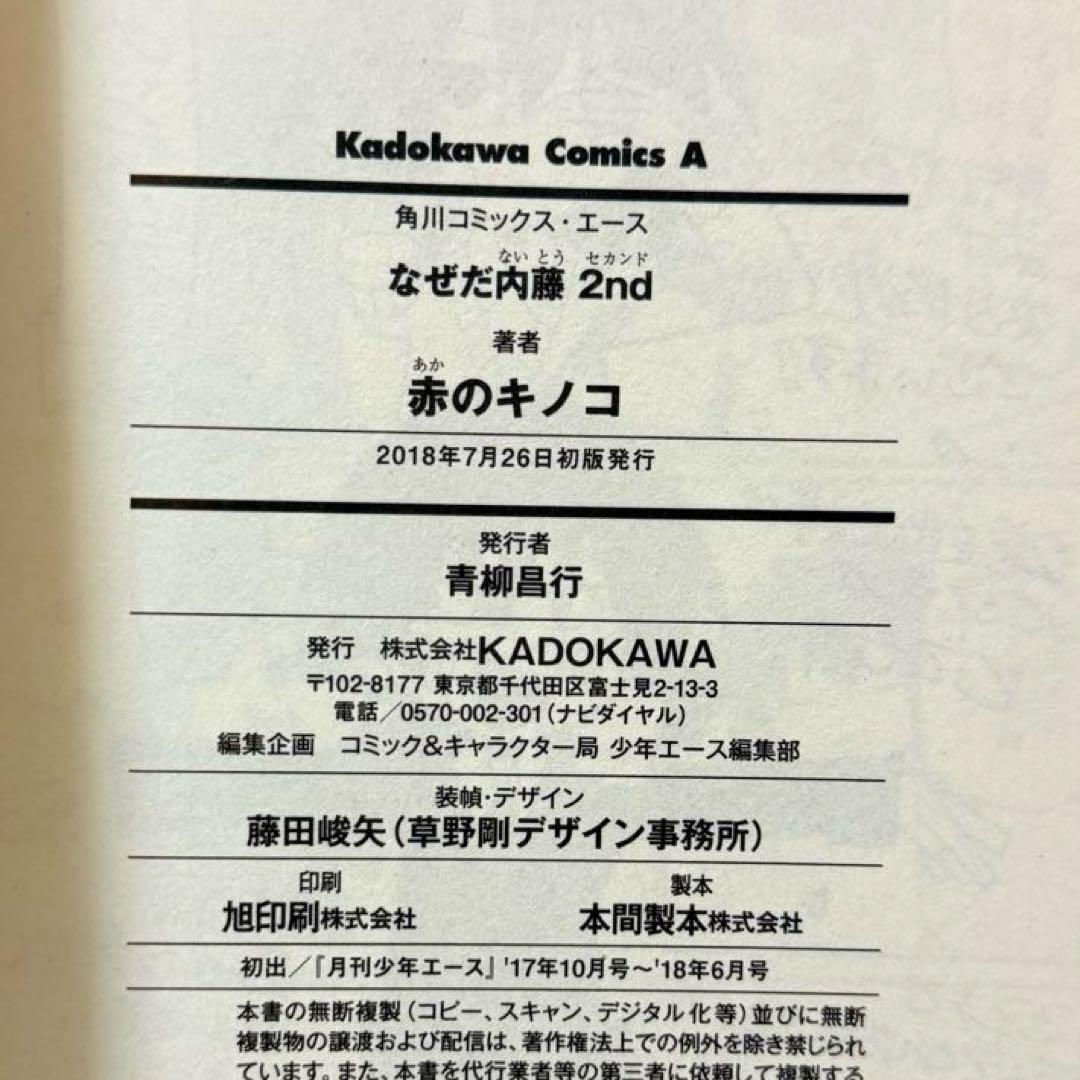 Kadokawa Comics A
角川コミックス・エース
ないとう セカンド
なぜだ内藤 2nd
著者
あか
赤のキノコ
2018年7月26日初版発行
発行者
青柳昌行
発行 株式会社KADOKAWA
〒102-8177 東京都千代田区富士見2-13-3
電話/0570-002-301(ナビダイヤル)
編集企画 コミック&キャラクター局 少年エース編集部
装幀・デザイン
藤田峻矢(草野剛デザイン事務所)
印刷 製本
旭印刷株式会社 本間製本株式会社
初出/『月刊少年エース』'17年10月号〜'18年6月号
本書の無断複製(コピー、スキャン、デジタル化等)並びに無断
複製物の譲渡および配信は、著作権法上での例外を除き禁じられ
ています。また、本書を代行業者等の第三者に依頼して複製する